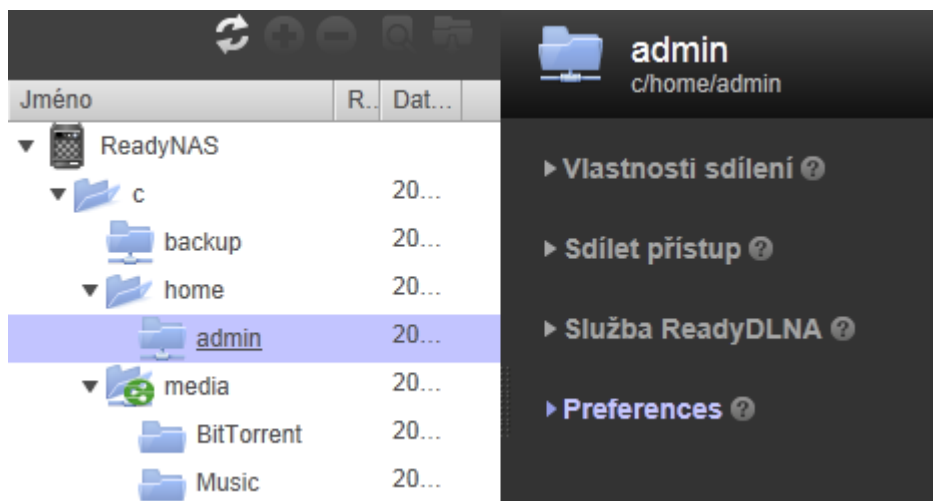 admin
c/home/admin
Jméno R.. Dat...
ReadyNAS
c 20...
backup 20...
home 20...
admin 20...
media 20...
BitTorrent 20...
Music 20...
Vlastnosti sdílení ?
Sdílet přístup ?
Služba ReadyDLNA ?
Preferences ?